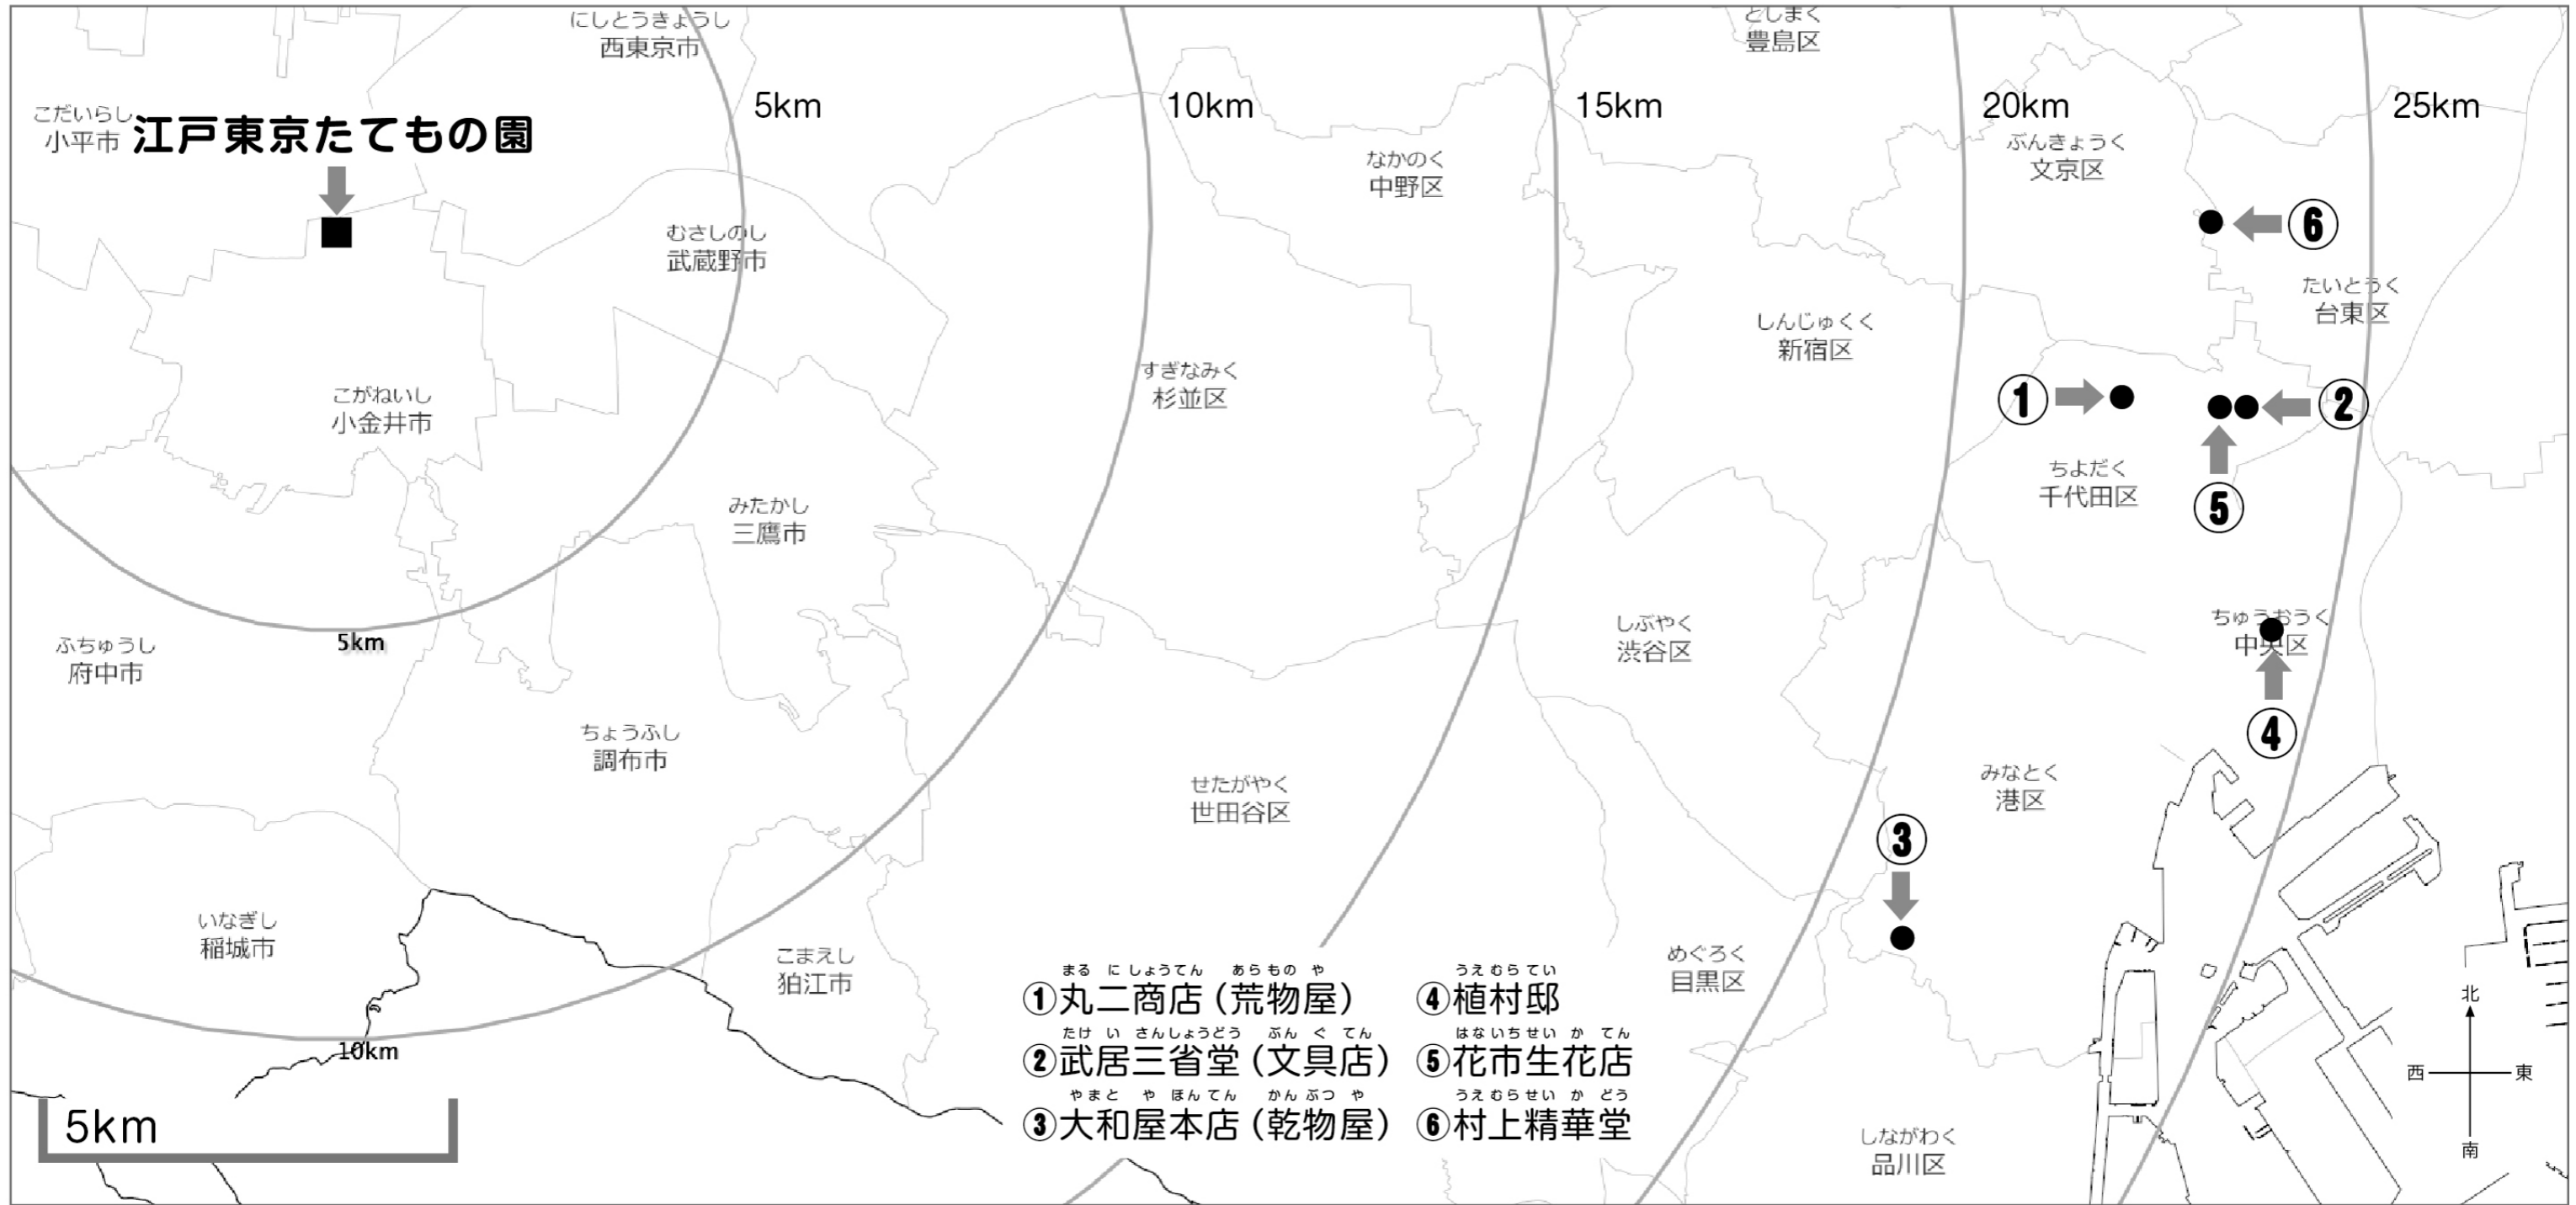 にしとうきょうし
西東京市
としまく
豊島区
5km
10km
15km
20km
25km
こだいらし
小平市
江戸東京たてもの園
ぶんきょうく
文京区
なかのく
中野区
むさしのし
武蔵野市
⑥
たいとうく
台東区
しんじゅくく
新宿区
すぎなみく
杉並区
こがねいし
小金井市
①
②
ちよだく
千代田区
⑤
みたかし
三鷹市
ちゅうおうく
中央区
しぶやく
渋谷区
5km
ふちゅうし
府中市
④
ちょうふし
調布市
せたがやく
世田谷区
みなとく
港区
③
いなぎし
稲城市
こまえし
狛江市
めぐろく
目黒区
10km
まるにしょうてん あらものや
①丸二商店(荒物屋)
たけいさんしょうどう ぶんぐてん
②武居三省堂(文具店)
やまとやほんてん かんぶつや
③大和屋本店(乾物屋)
うえむらてい
④植村邸
はないちせいかてん
⑤花市生花店
うえむらせいかどう
⑥村上精華堂
北
西
東
南
5km
しながわく
品川区